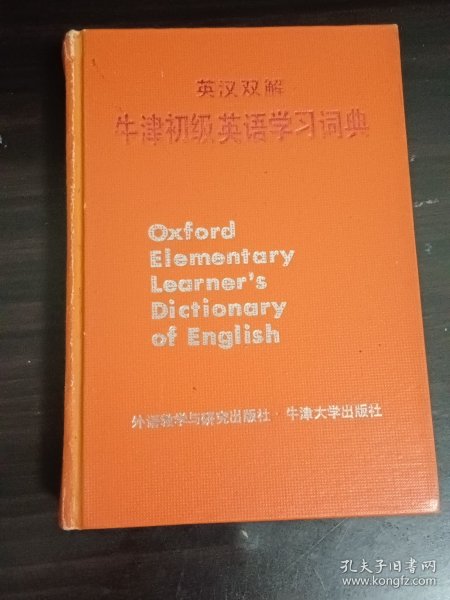 英汉双解
牛津初级英语学习词典
Oxford
Elementary
Learner's
Dictionary
of English
外语教学与研究出版社·牛津大学出版社
孔夫子旧书网
www.kongfz.com